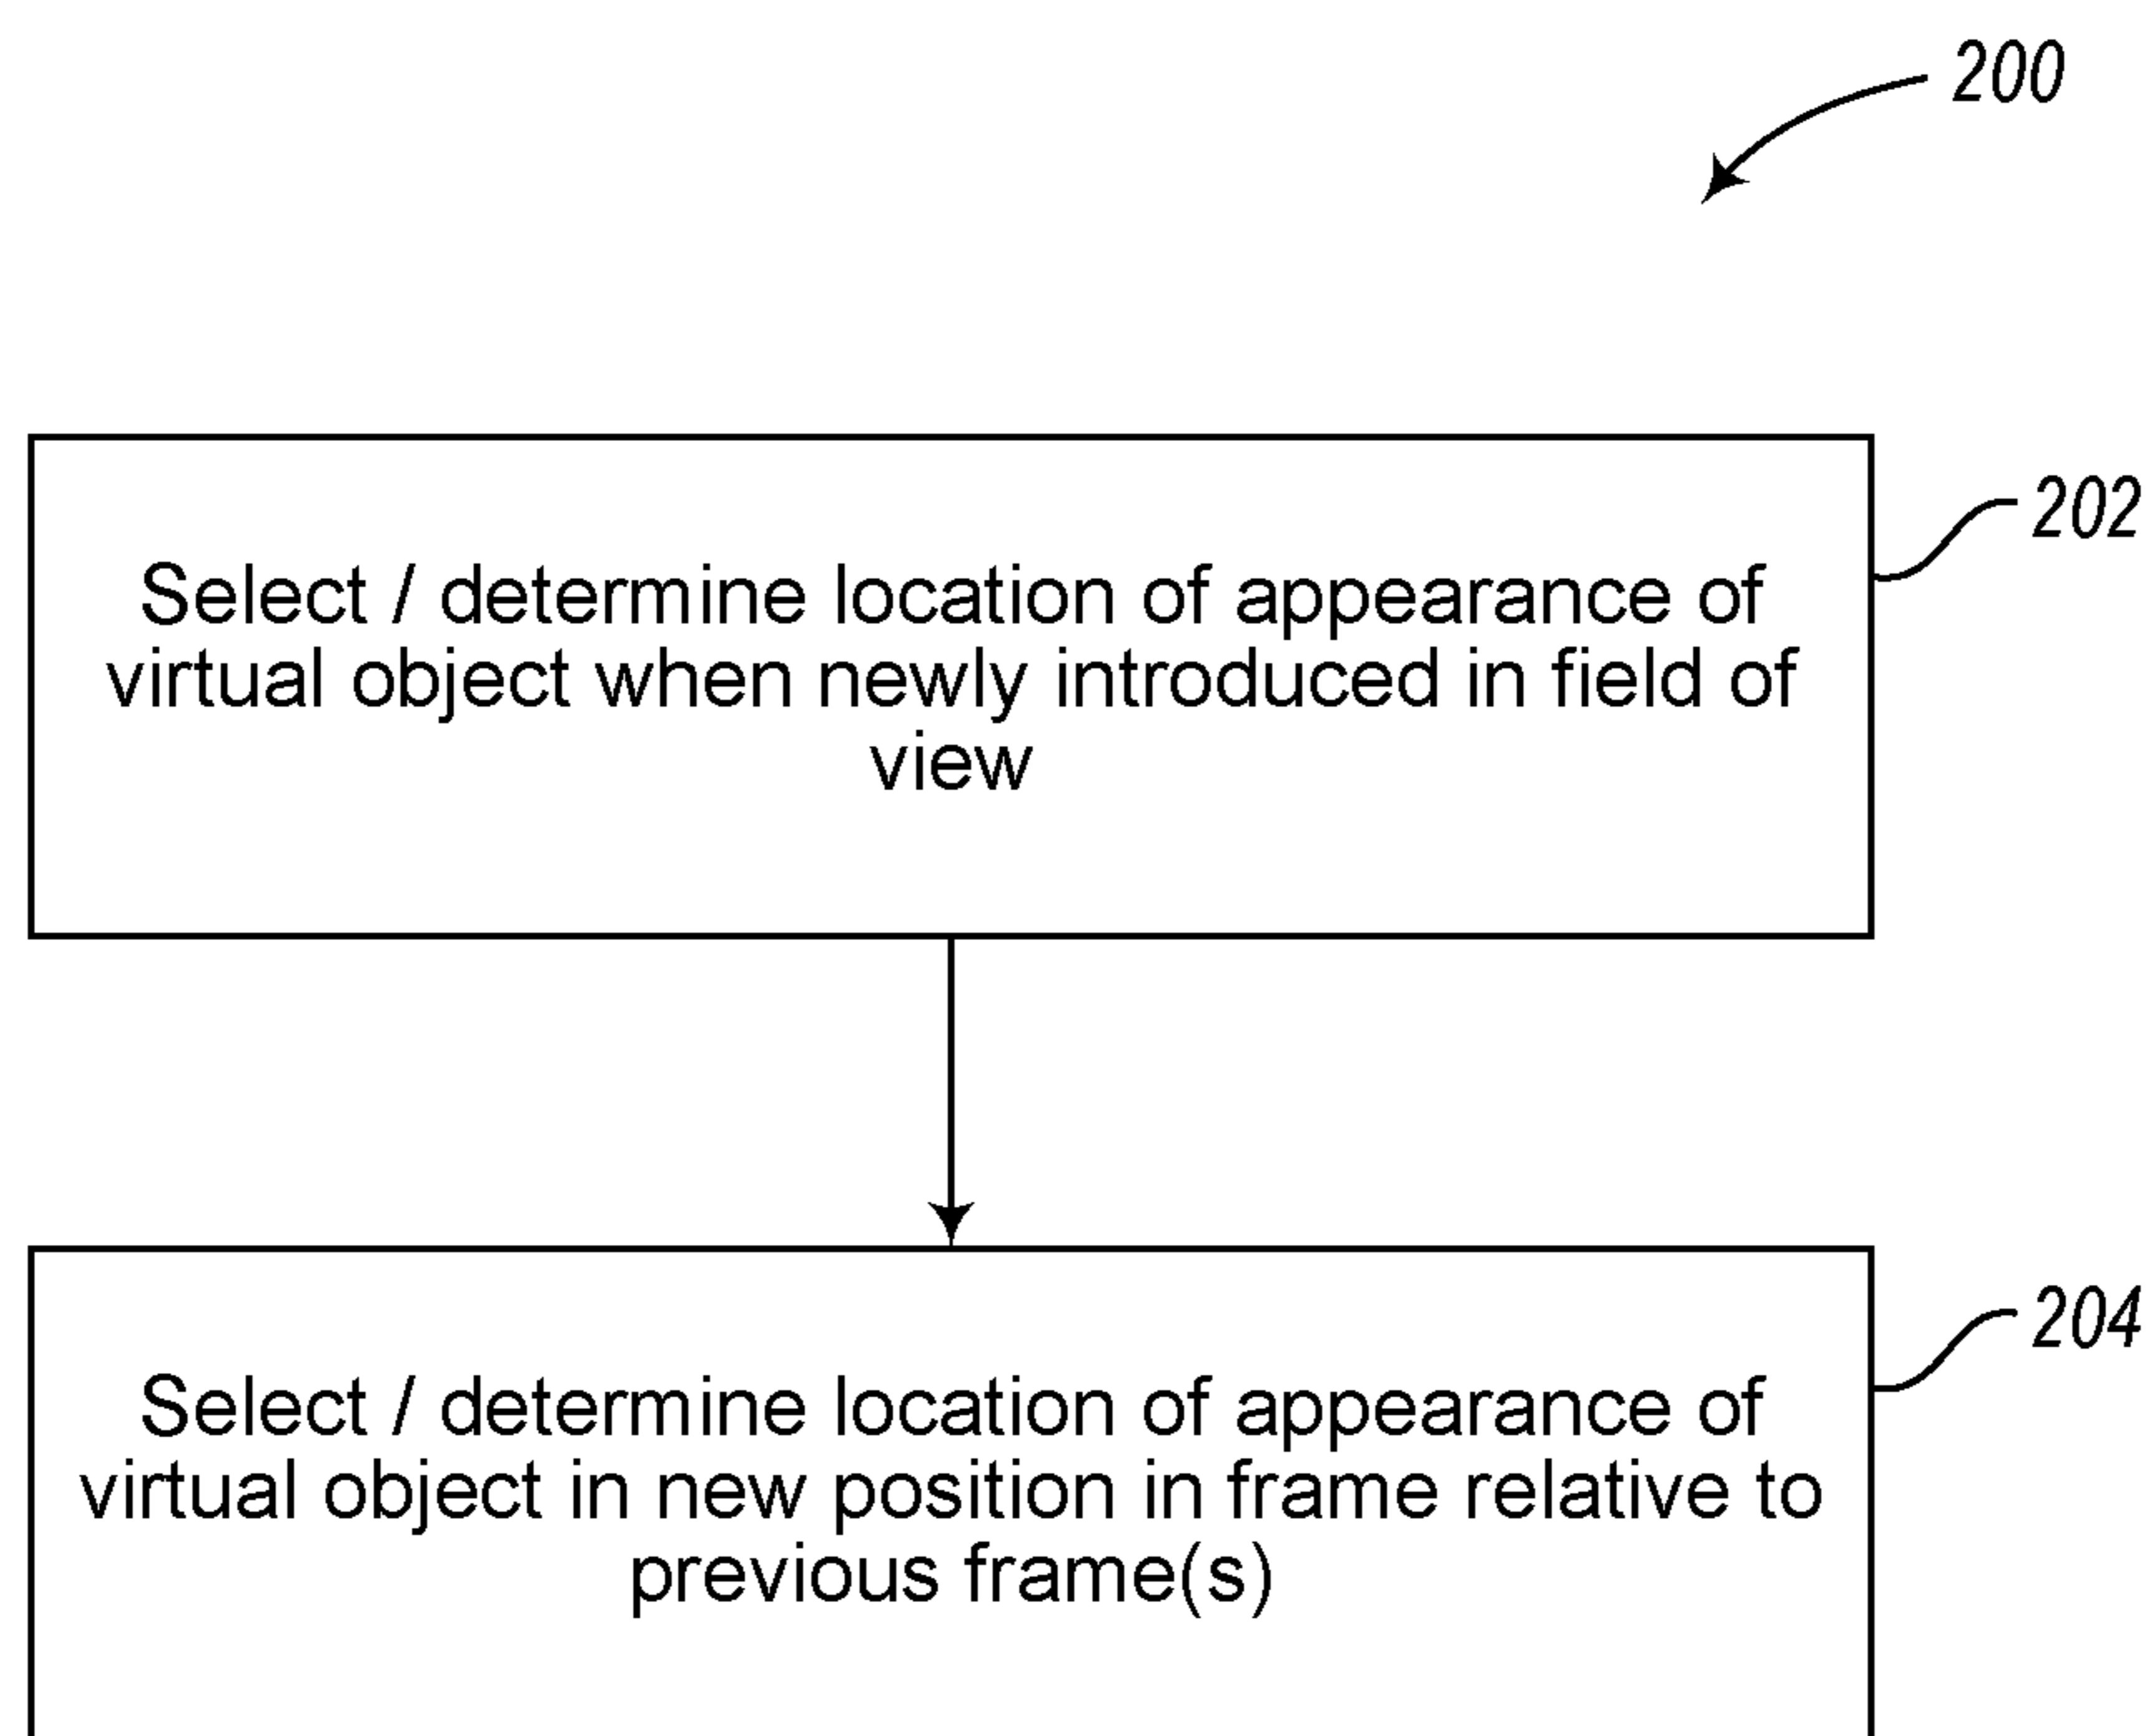 200
202
Select / determine location of appearance of
virtual object when newly introduced in field of
view
204
Select / determine location of appearance of
virtual object in new position in frame relative to
previous frame(s)